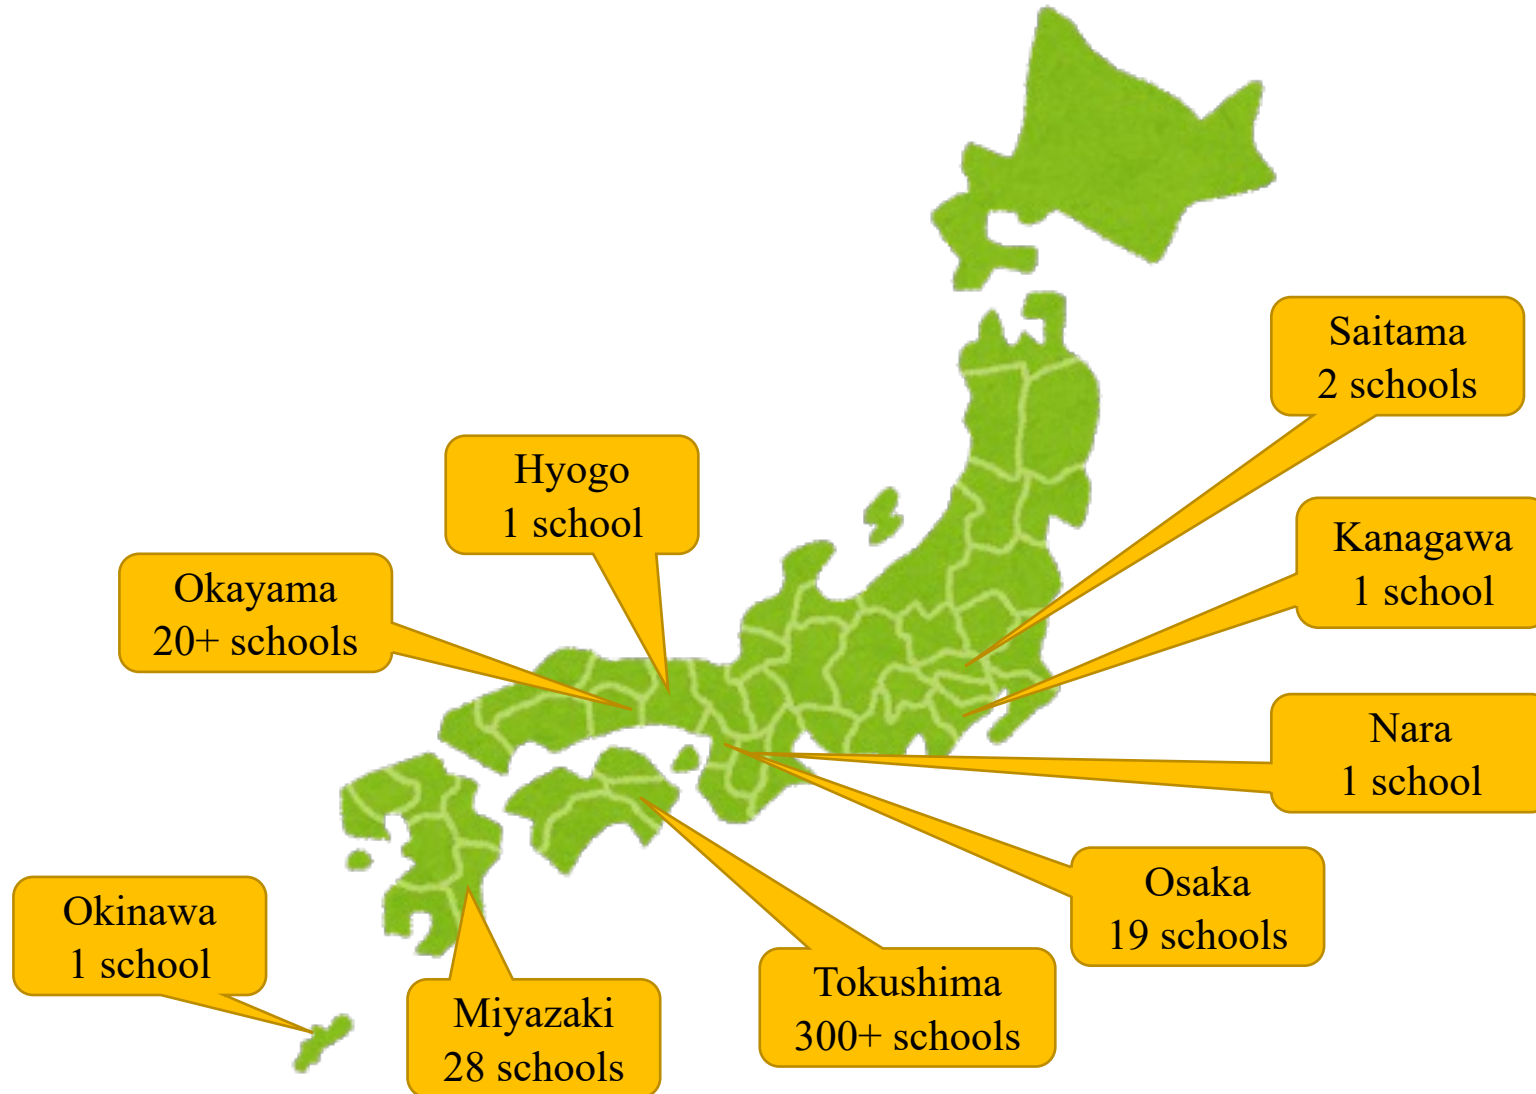 Saitama
2 schools
Hyogo
1 school
Kanagawa
1 school
Okayama
20+ schools
Nara
1 school
Osaka
19 schools
Okinawa
1 school
Tokushima
300+ schools
Miyazaki
28 schools